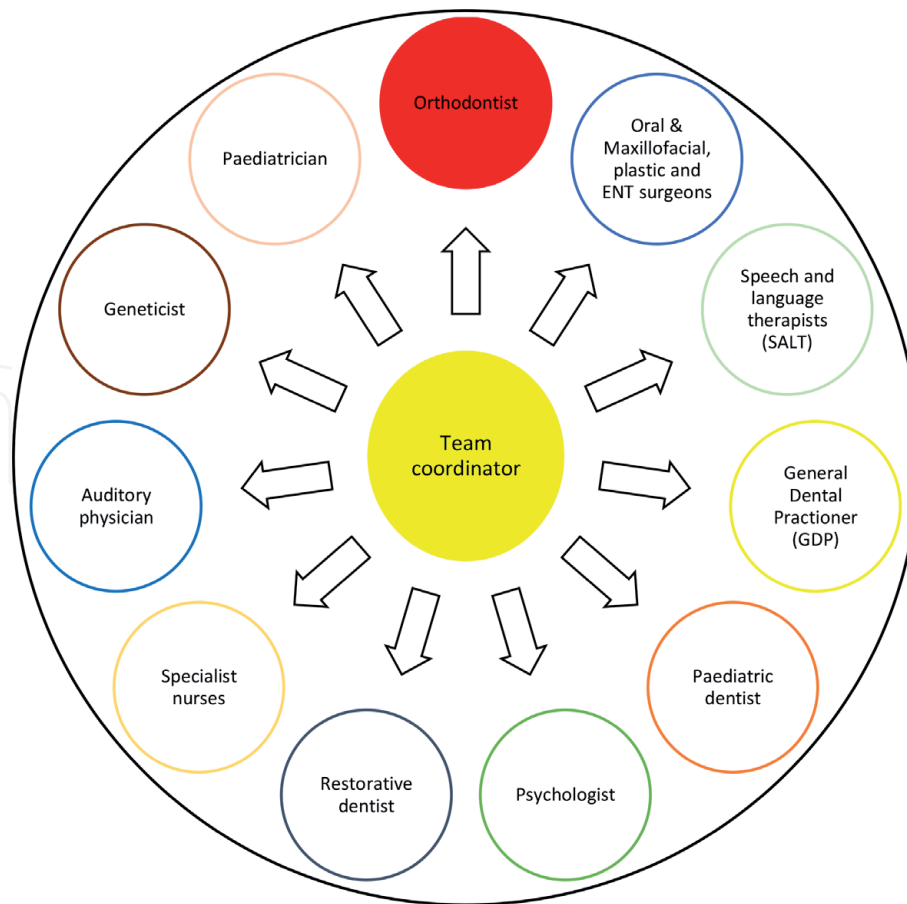 Orthodontist
Oral &
Maxillofacial,
plastic and
ENT surgeons
Speech and
language
therapists
(SALT)
General
Dental
Practioner
(GDP)
Paediatric
dentist
Psychologist
Restorative
dentist
Specialist
nurses
Auditory
physician
Geneticist
Paediatrician
Team
coordinator